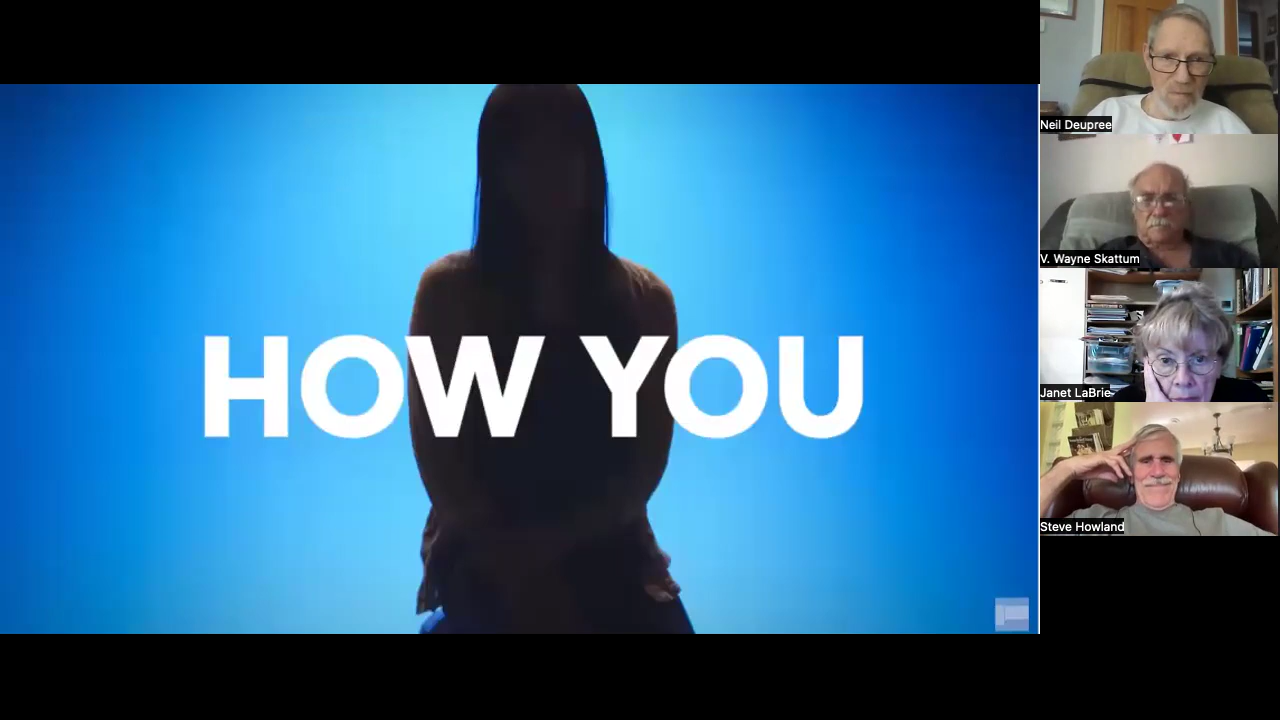 HOW YOU
Neil Deupree
V. Wayne Skattum
Janet LaBrie
Steve Howland